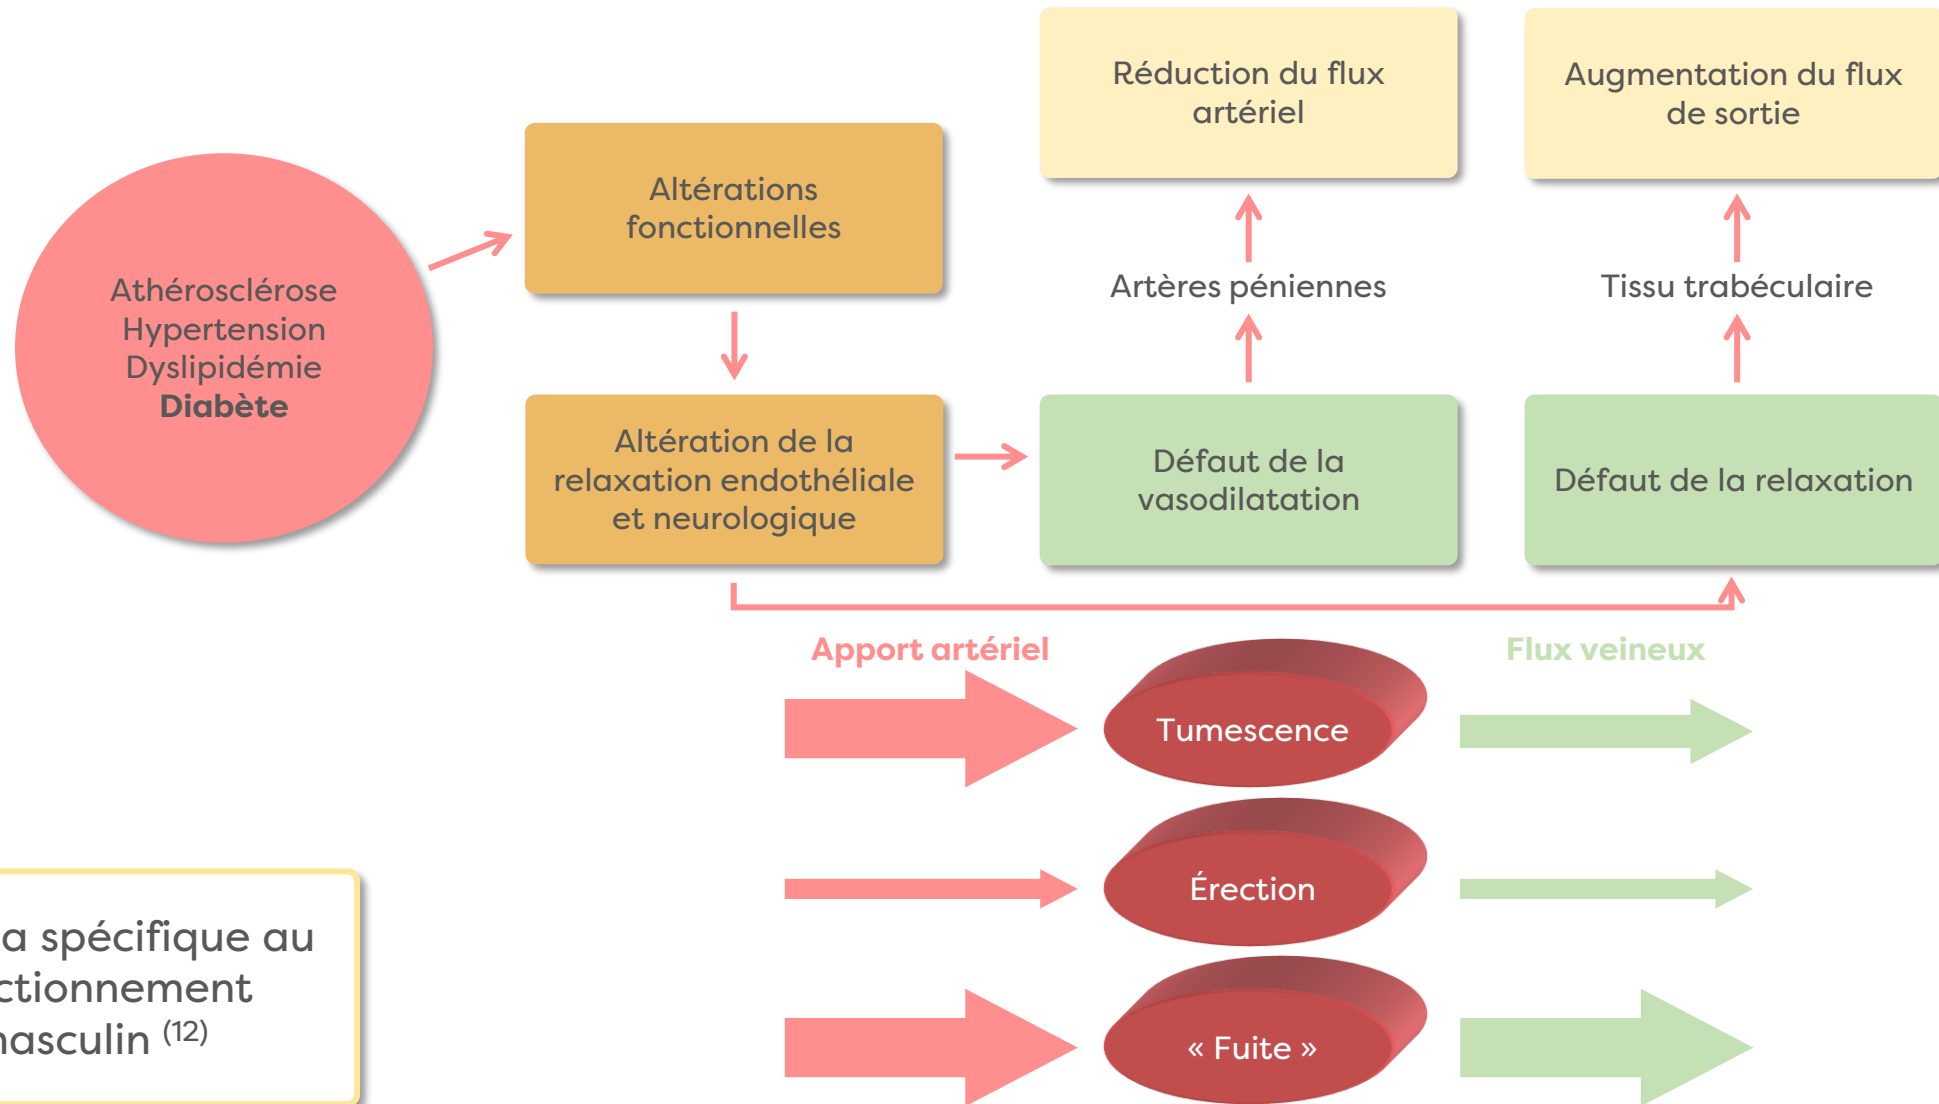 Réduction du flux
artériel
Augmentation du flux
de sortie
Altérations
fonctionnelles
Athérosclérose
Hypertension
Dyslipidémie
Diabète
Artères péniennes
Tissu trabéculaire
Altération de la
relaxation endothéliale
et neurologique
Défaut de la
vasodilatation
Défaut de la relaxation
Apport artériel
Flux veineux
Tumescence
Érection
« Fuite »
a spécifique au
ctionnement
masculin (12)